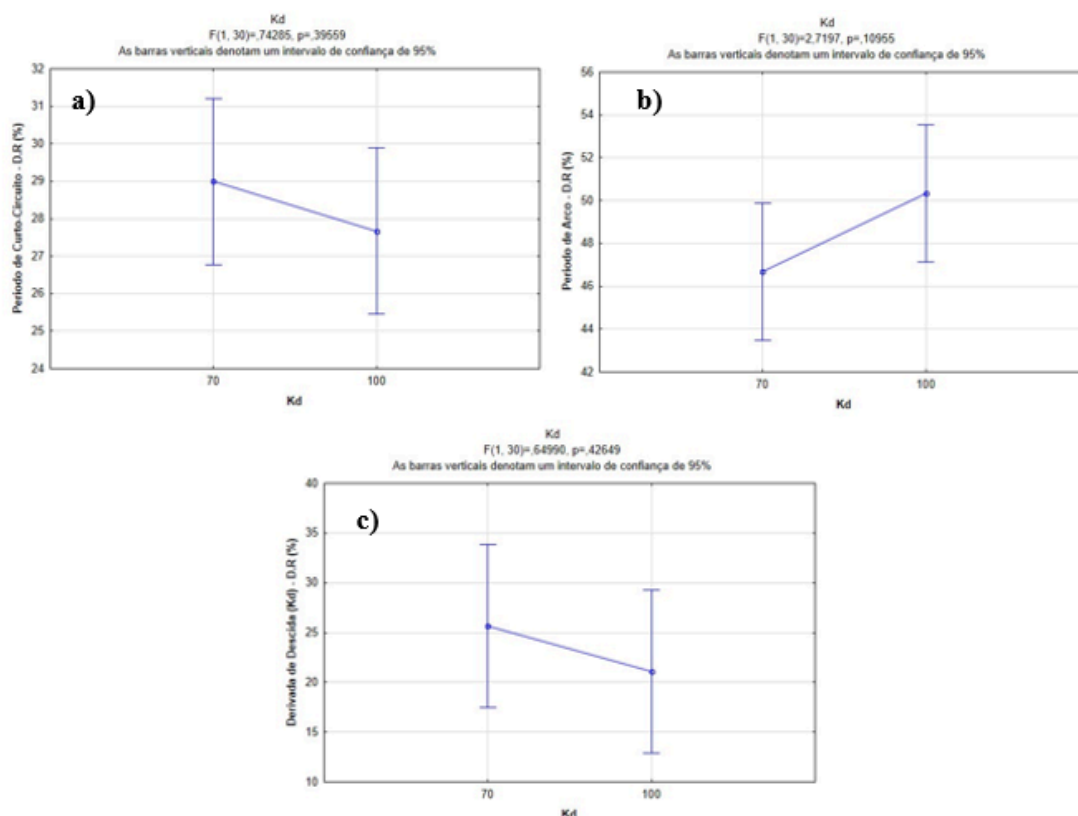 Kd
F(1, 30)=,74285, p=,39559
As barras verticais denotam um intervalo de confiança de 95%
a)
Período de Curto-Circuito - D.R (%)
32
31
30
29
28
27
26
25
24
70
100
Kd
Kd
F(1, 30)=2,7197, p=,10955
As barras verticais denotam um intervalo de confiança de 95%
b)
Período de Arco - D.R (%)
56
54
52
50
48
46
44
42
70
100
Kd
Kd
F(1, 30)=,64990, p=,42649
As barras verticais denotam um intervalo de confiança de 95%
c)
Derivada de Descida (Kd) - D.R (%)
40
35
30
25
20
15
10
70
100
Kd